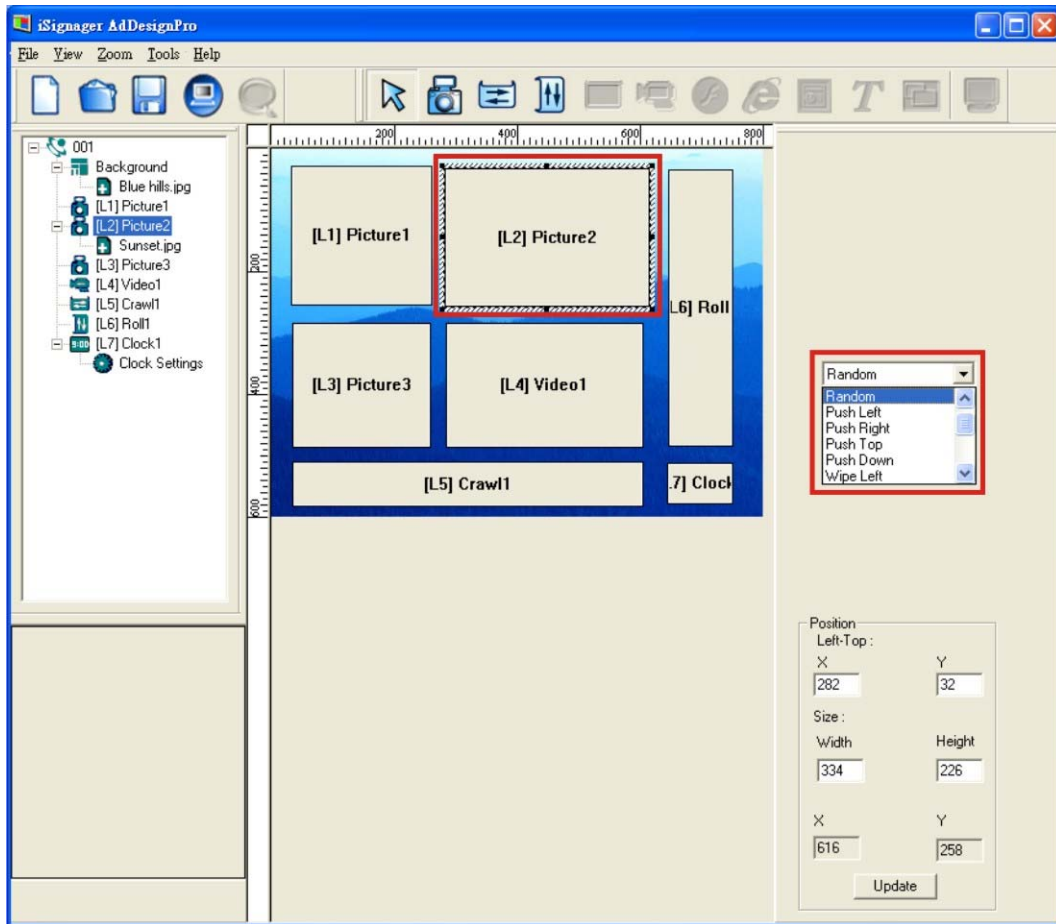 iSignager AdDesignPro
File View Zoom Tools Help
001
Background
Blue hills.jpg
[L1] Picture1
[L2] Picture2
Sunset.jpg
[L3] Picture3
[L4] Video1
[L5] Crawl1
[L6] Roll1
9:00 [L7] Clock1
Clock Settings
200 400 600 800
200
400
600
[L1] Picture1
[L2] Picture2
L6] Roll
[L3] Picture3
[L4] Video1
[L5] Crawl1
.7] Clock
Random
Random
Push Left
Push Right
Push Top
Push Down
Wipe Left
Position
Left-Top :
X Y
282 32
Size :
Width Height
334 226
X Y
616 258
Update